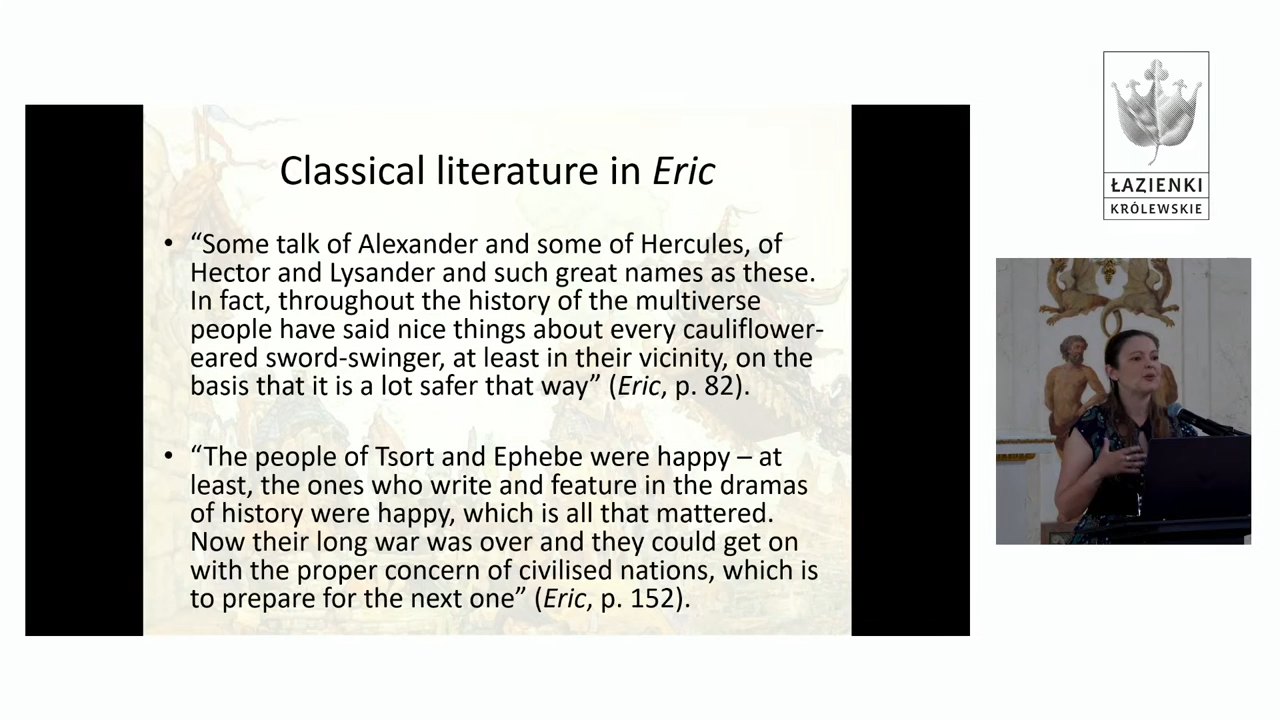 Classical literature in Eric
• “Some talk of Alexander and some of Hercules, of
Hector and Lysander and such great names as these.
In fact, throughout the history of the multiverse
people have said nice things about every cauliflower-
eared sword-swinger, at least in their vicinity, on the
basis that it is a lot safer that way” (Eric, p. 82).
• “The people of Tsort and Ephebe were happy – at
least, the ones who write and feature in the dramas
of history were happy, which is all that mattered.
Now their long war was over and they could get on
with the proper concern of civilised nations, which is
to prepare for the next one” (Eric, p. 152).
ŁAZIENKI
KRÓLEWSKIE